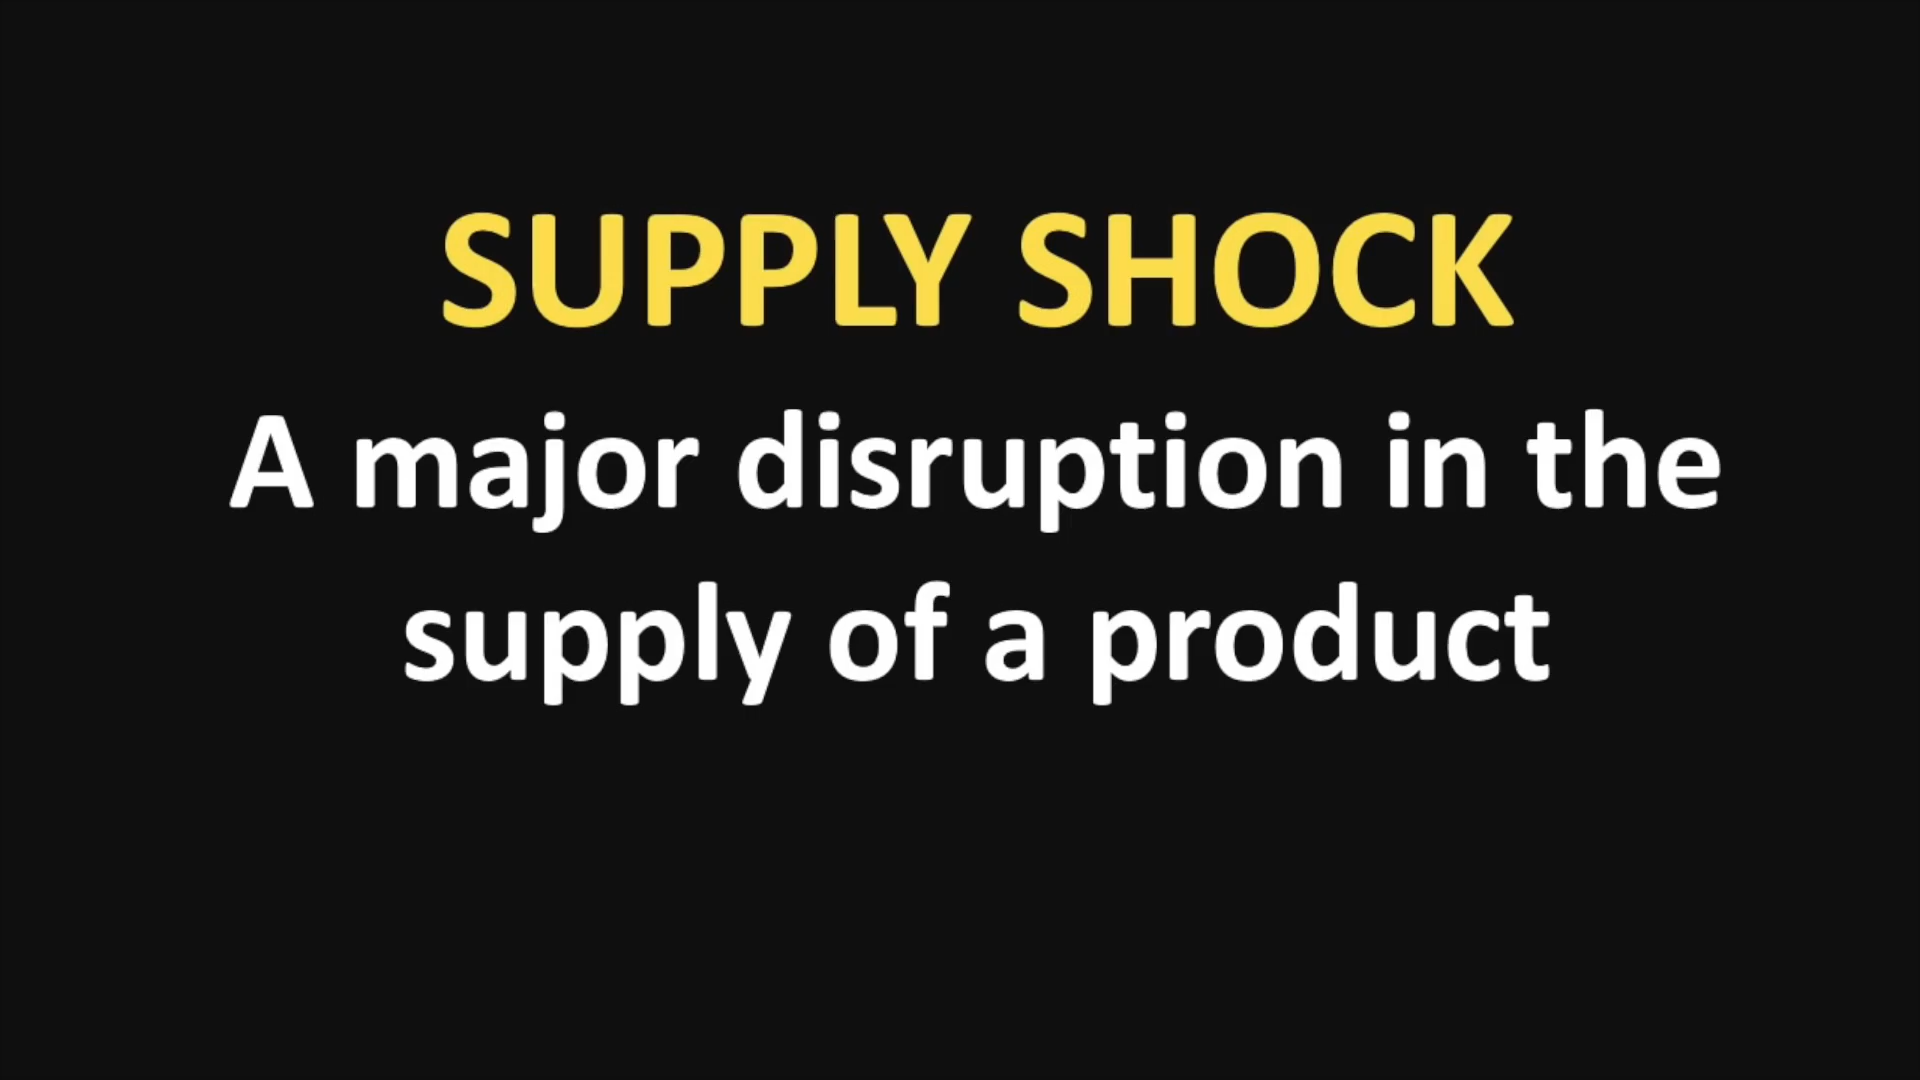 SUPPLY SHOCK
A major disruption in the
supply of a product